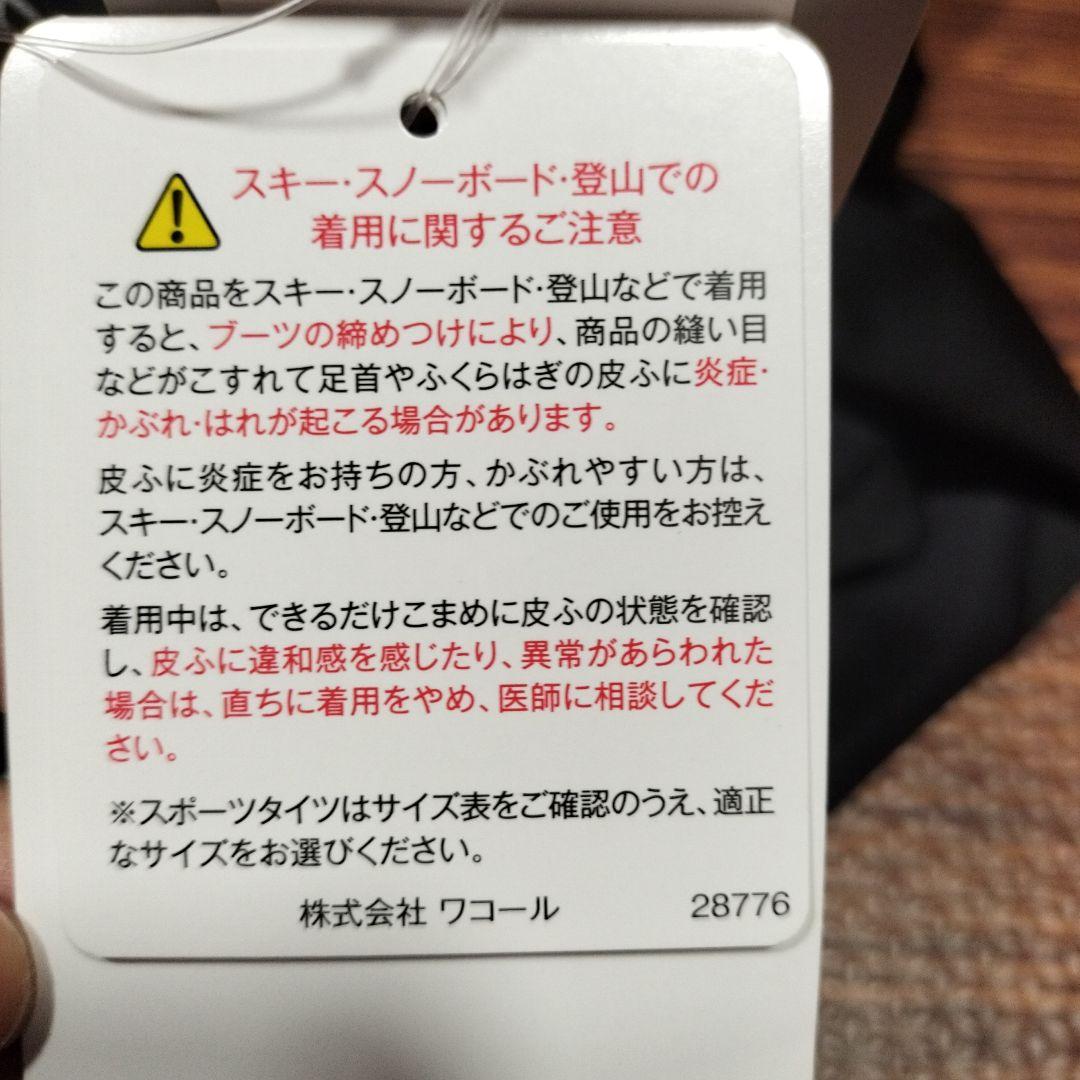 スキー・スノーボード・登山での
着用に関するご注意
この商品をスキー・スノーボード・登山などで着用
すると、ブーツの締めつけにより、商品の縫い目
などがこすれて足首やふくらはぎの皮ふに炎症・
かぶれ・はれが起こる場合があります。
皮ふに炎症をお持ちの方、かぶれやすい方は、
スキー・スノーボード・登山などでのご使用をお控え
ください。
着用中は、できるだけこまめに皮ふの状態を確認
し、皮ふに違和感を感じたり、異常があらわれた
場合は、直ちに着用をやめ、医師に相談してくだ
さい。
※スポーツタイツはサイズ表をご確認のうえ、適正
なサイズをお選びください。
株式会社 ワコール 28776